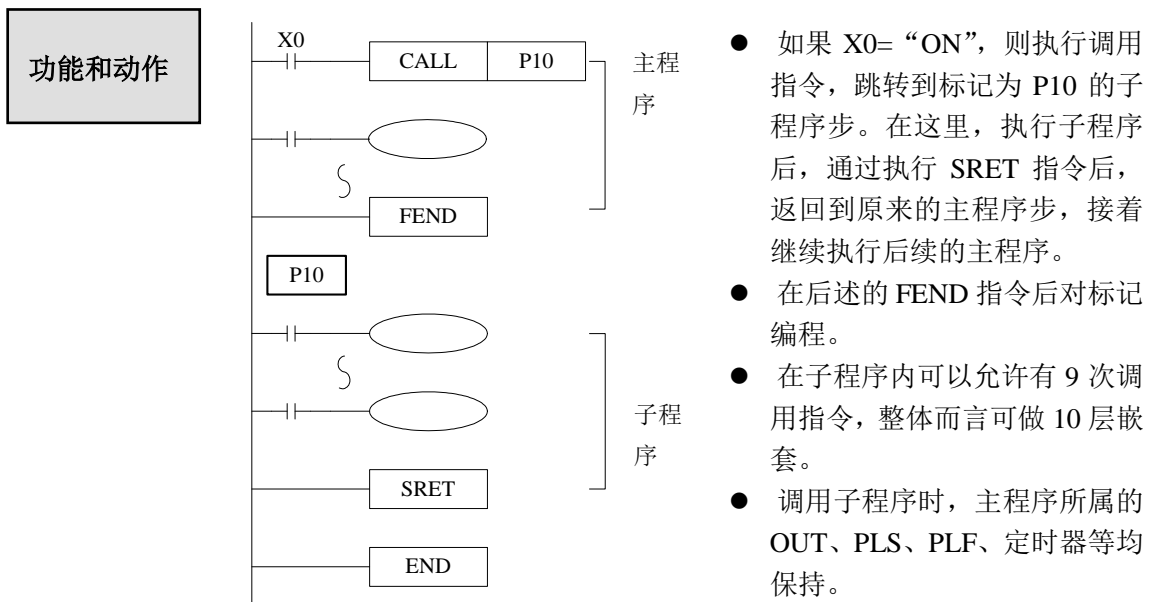 功能和动作
X0
CALL P10
主程
序
FEND
P10
子程
序
SRET
END
● 如果 X0=“ON”，则执行调用
指令，跳转到标记为 P10 的子
程序步。在这里，执行子程序
后，通过执行 SRET 指令后，
返回到原来的主程序步，接着
继续执行后续的主程序。
● 在后述的 FEND 指令后对标记
编程。
● 在子程序内可以允许有 9 次调
用指令，整体而言可做 10 层嵌
套。
● 调用子程序时，主程序所属的
OUT、PLS、PLF、定时器等均
保持。